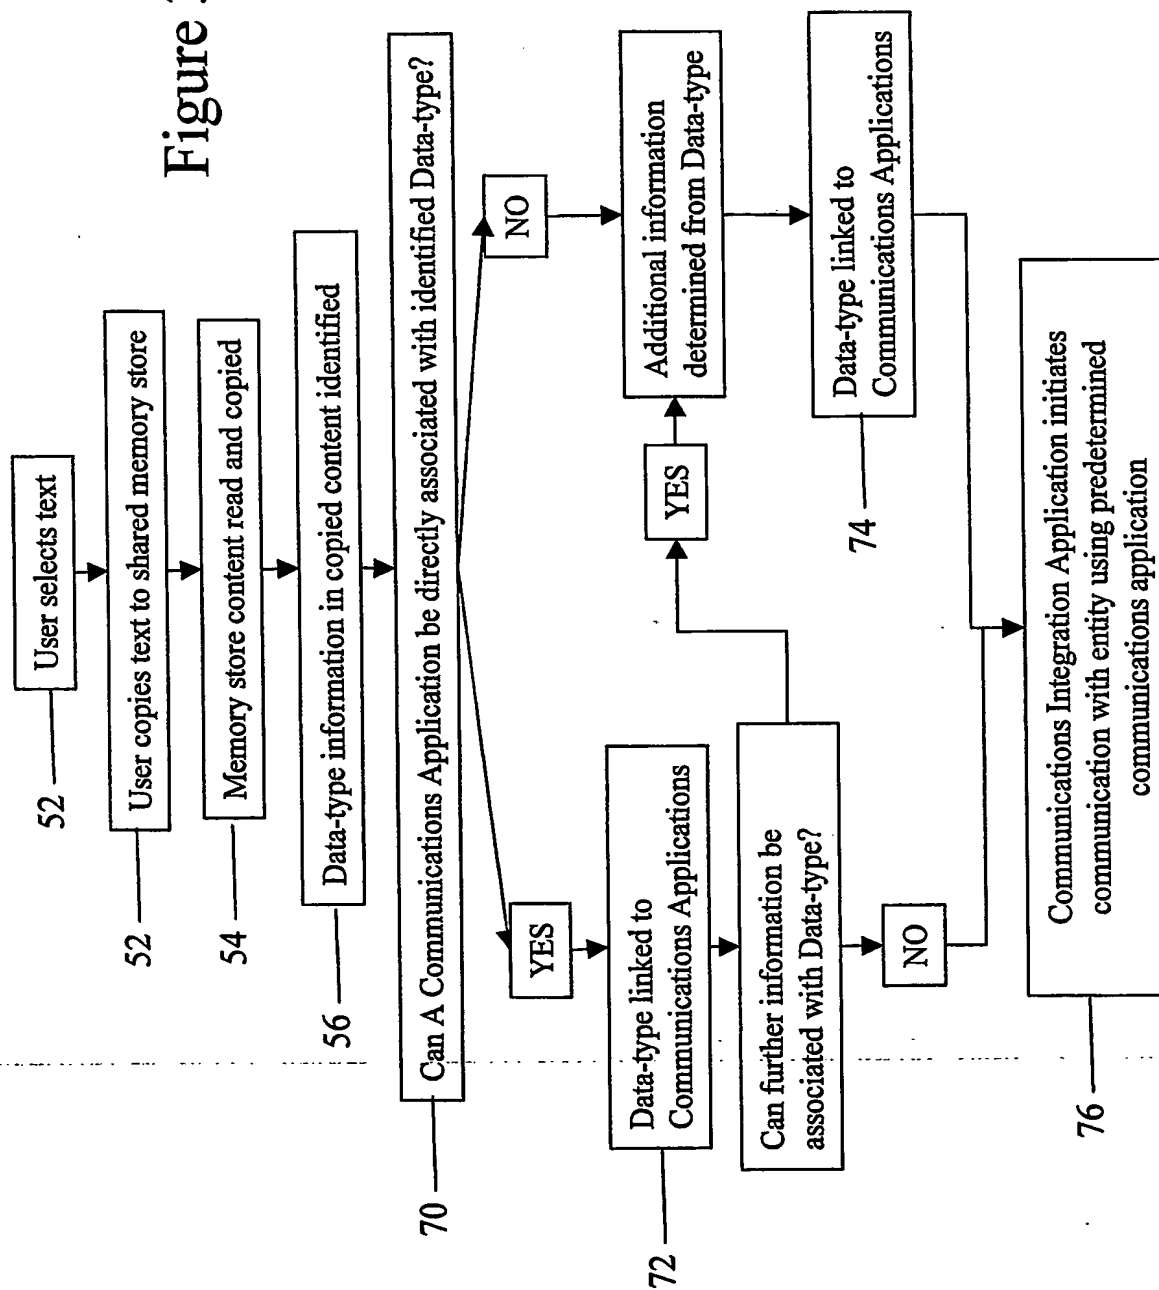 Figure
User selects text
52
User copies text to shared memory store
52
Memory store content read and copied
54
Data-type information in copied content identified
56
Can A Communications Application be directly associated with identified Data-type?
70
YES
NO
Data-type linked to
Communications Applications
72
Can further information be
associated with Data-type?
YES
NO
Additional information
determined from Data-type
Data-type linked to
Communications Applications
74
Communications Integration Application initiates
communication with entity using predetermined
communications application
76